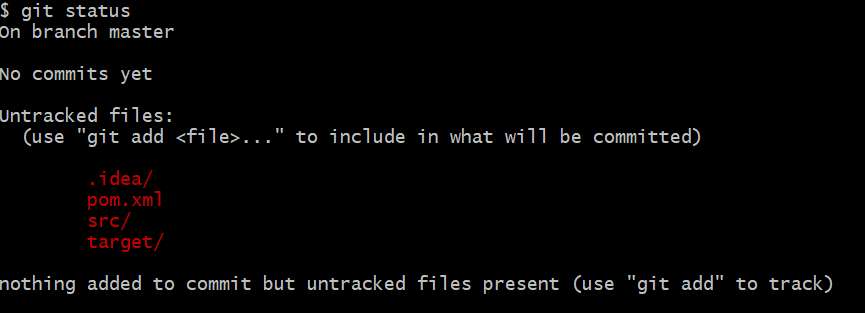 $ git status
On branch master
No commits yet
Untracked files:
(use "git add <file>..." to include in what will be committed)
.idea/
pom.xml
src/
target/
nothing added to commit but untracked files present (use "git add" to track)